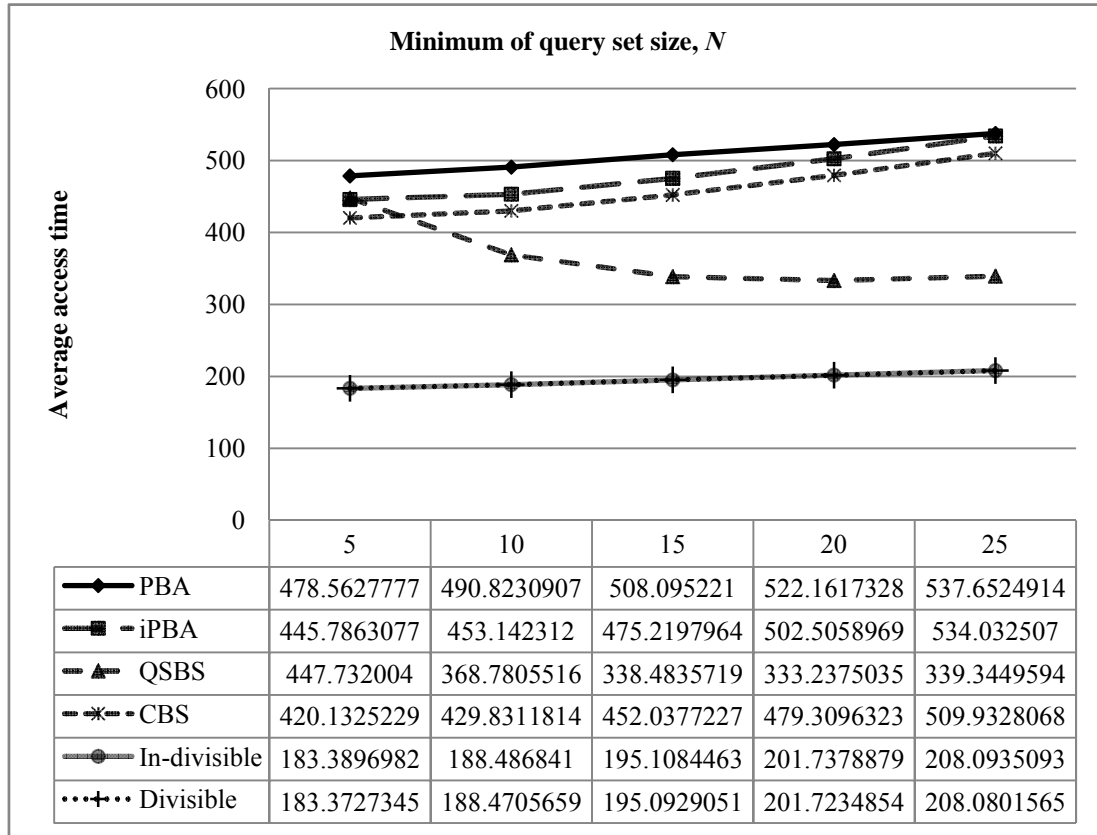 Minimum of query set size, N
Average access time
600
500
400
300
200
100
0
5 10 15 20 25
PBA 478.5627777 490.8230907 508.095221 522.1617328 537.6524914
iPBA 445.7863077 453.142312 475.2197964 502.5058969 534.032507
QSBS 447.732004 368.7805516 338.4835719 333.2375035 339.3449594
CBS 420.1325229 429.8311814 452.0377227 479.3096323 509.9328068
In-divisible 183.3896982 188.486841 195.1084463 201.7378879 208.0935093
Divisible 183.3727345 188.4705659 195.0929051 201.7234854 208.0801565